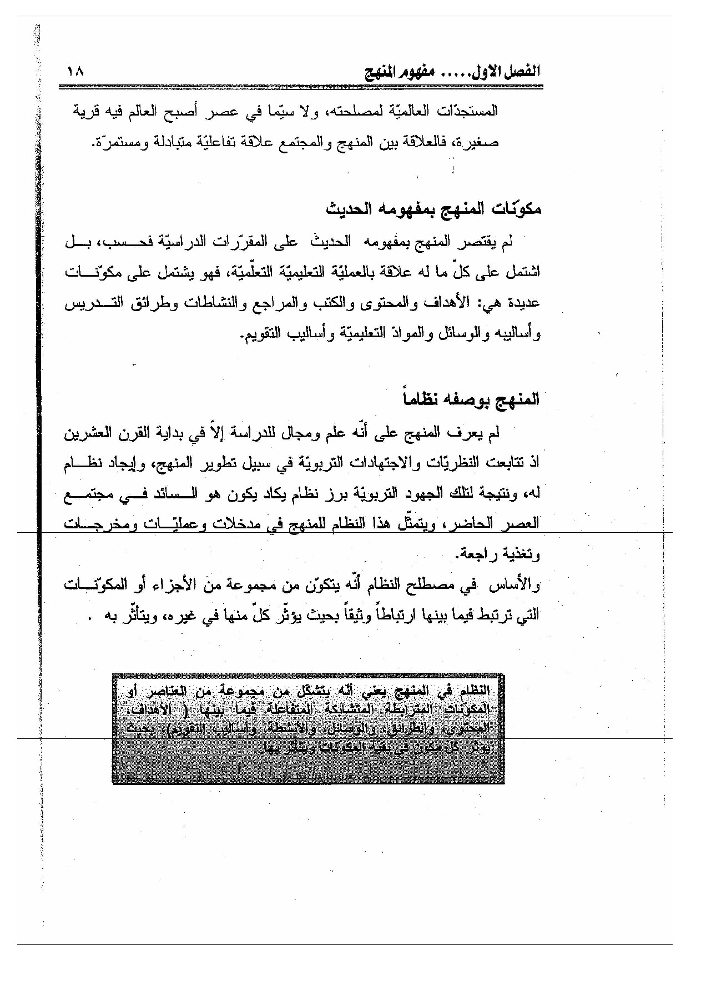 الفصل الاول..... مفهوم المنهج ١٨
المستجدّات العالميّة لمصلحته، ولا سيّما في عصر أصبح العالم فيه قرية
صغيرة، فالعلاقة بين المنهج والمجتمع علاقة تفاعليّة متبادلة ومستمرّة.
مكوّنات المنهج بمفهومه الحديث
لم يقتصر المنهج بمفهومه الحديث على المقرّرات الدراسيّة فحسب، بل
اشتمل على كلّ ما له علاقة بالعمليّة التعليميّة التعلّميّة، فهو يشتمل على مكوّنات
عديدة هي: الأهداف والمحتوى والكتب والمراجع والنشاطات وطرائق التدريس
وأساليبه والوسائل والموادّ التعليميّة وأساليب التقويم.
المنهج بوصفه نظاماً
لم يعرف المنهج على أنّه علم ومجال للدراسة إلاّ في بداية القرن العشرين
اذ تتابعت النظريّات والاجتهادات التربويّة في سبيل تطوير المنهج، وإيجاد نظام
له، ونتيجة لتلك الجهود التربويّة برز نظام يكاد يكون هو السائد في مجتمع
العصر الحاضر، ويتمثّل هذا النظام للمنهج في مدخلات وعمليّات ومخرجات
وتغذية راجعة.
والأساس في مصطلح النظام أنّه يتكوّن من مجموعة من الأجزاء أو المكوّنات
التي ترتبط فيما بينها ارتباطاً وثيقاً بحيث يؤثّر كلّ منها في غيره، ويتأثّر به .
النظام في المنهج يعني أنّه يتشكّل من مجموعة من العناصر أو
المكوّنات المترابطة المتشابكة المتفاعلة فيما بينها ( الأهداف،
المحتوى، والطرائق، والوسائل، والأنشطة، وأساليب التقويم)، بحيث
يؤثّر كلّ مكوّن في بقيّة المكوّنات ويتأثّر بها.